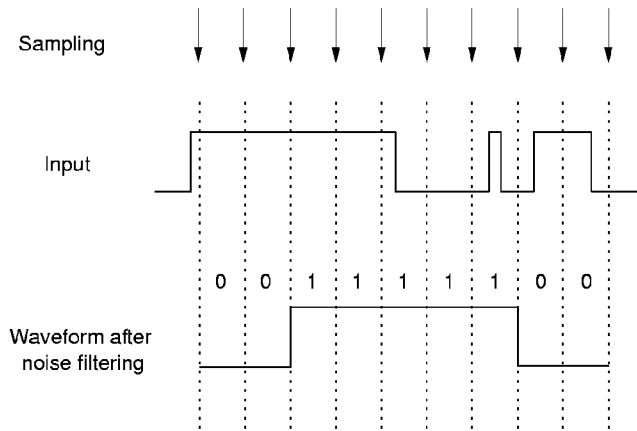 Sampling
Input
0 0 1 1 1 1 1 0 0
Waveform after
noise filtering